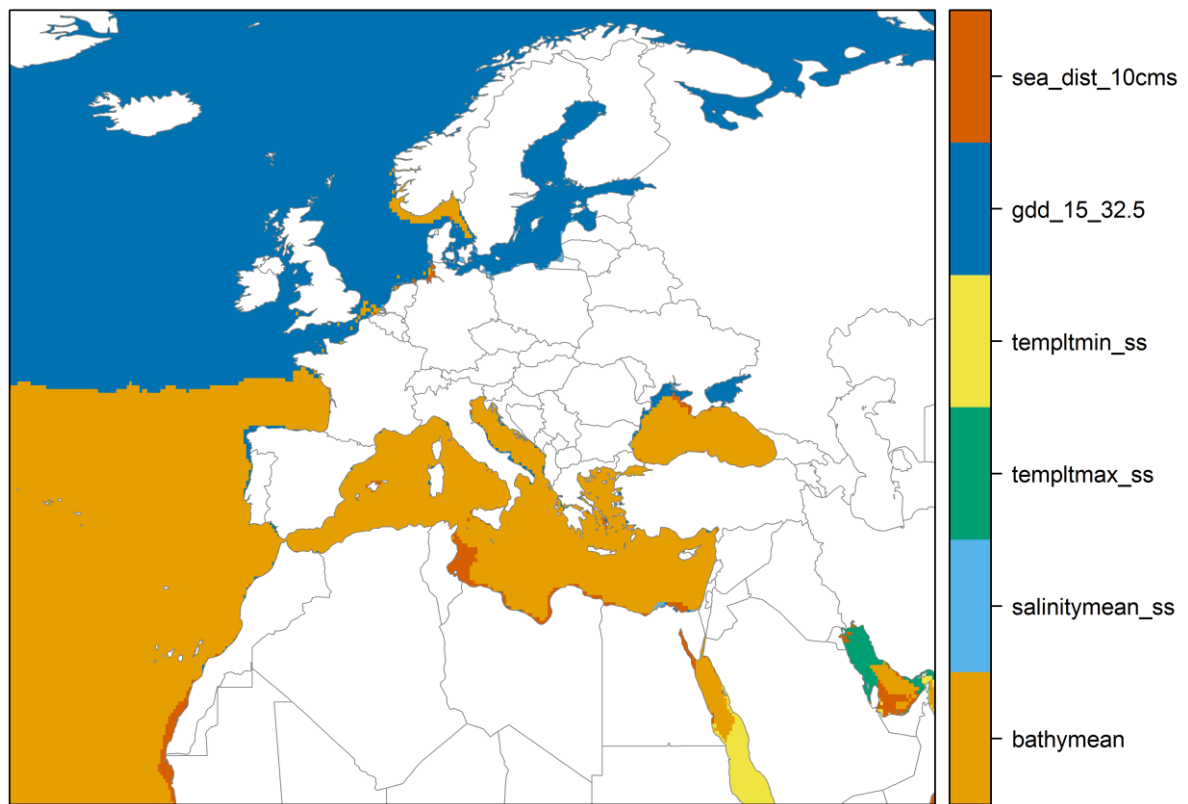 sea_dist_10cms
gdd_15_32.5
templtmin_ss
templtmax_ss
salinitymean_ss
bathymean